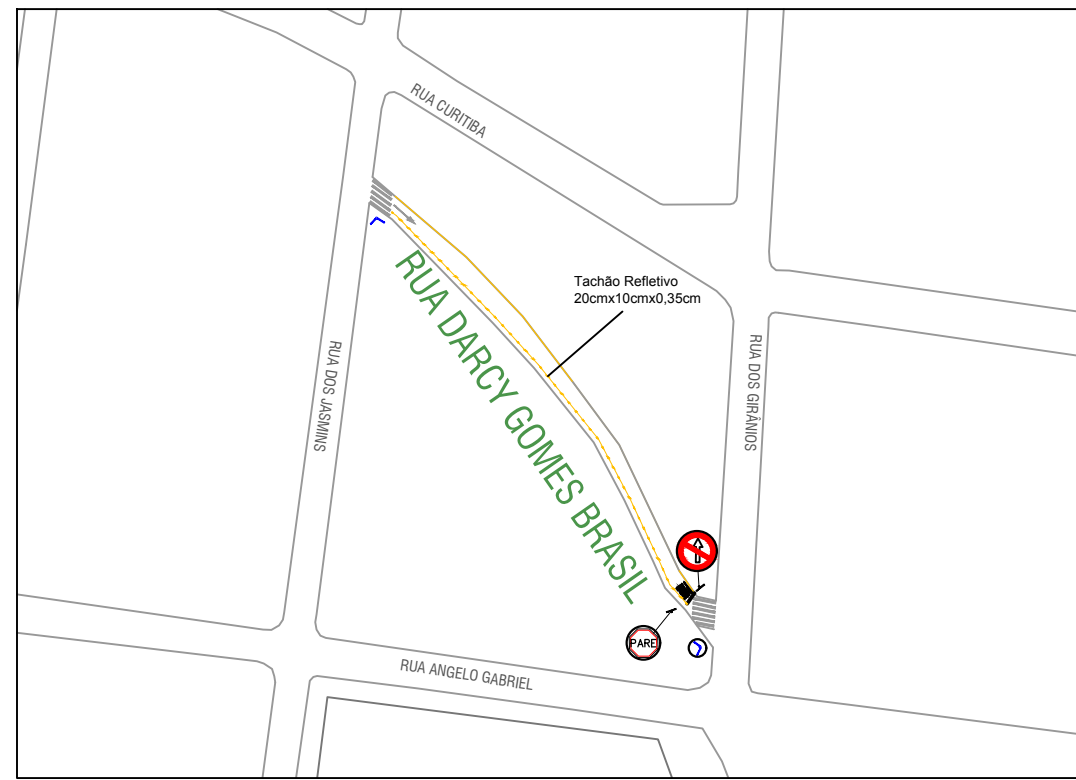 RUA CURITIBA
Tachão Refletivo
20cmx10cmx0,35cm
RUA DARCY GOMES BRASIL
RUA DOS JASMINS
RUA DOS GIRÂNIOS
PARE
RUA ANGELO GABRIEL